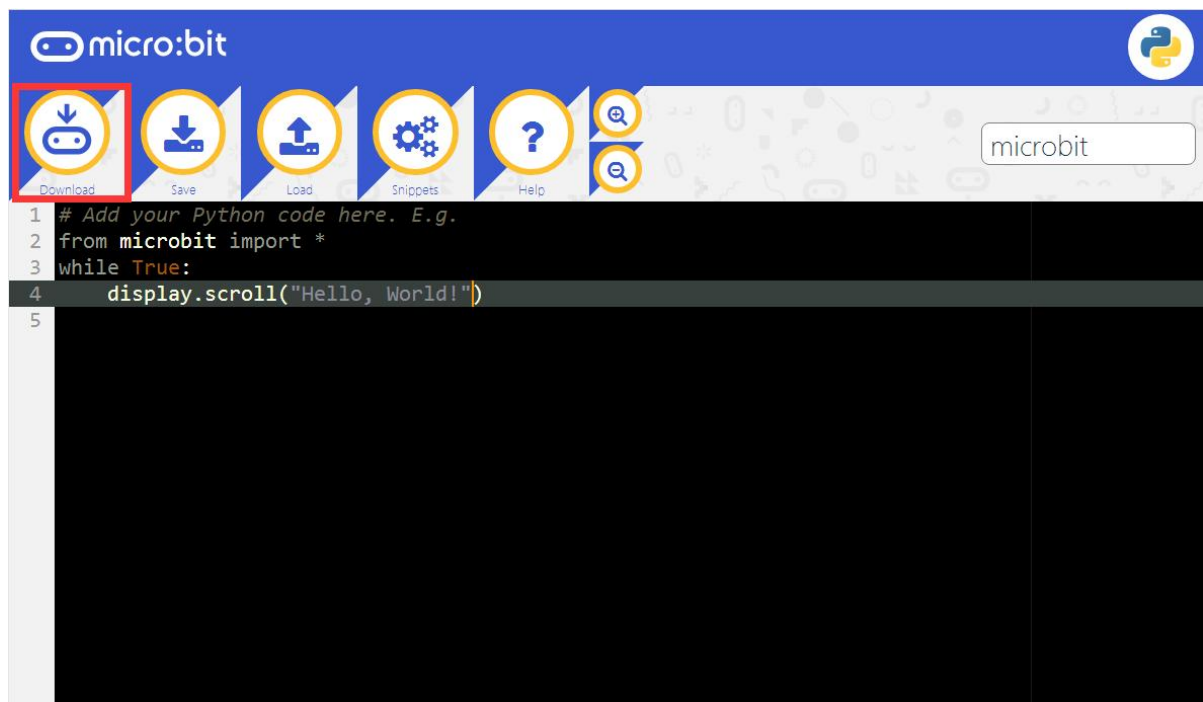 micro:bit
Download Save Load Snippets Help
microbit
1 # Add your Python code here. E.g.
2 from microbit import *
3 while True:
4 display.scroll("Hello, World!")
5